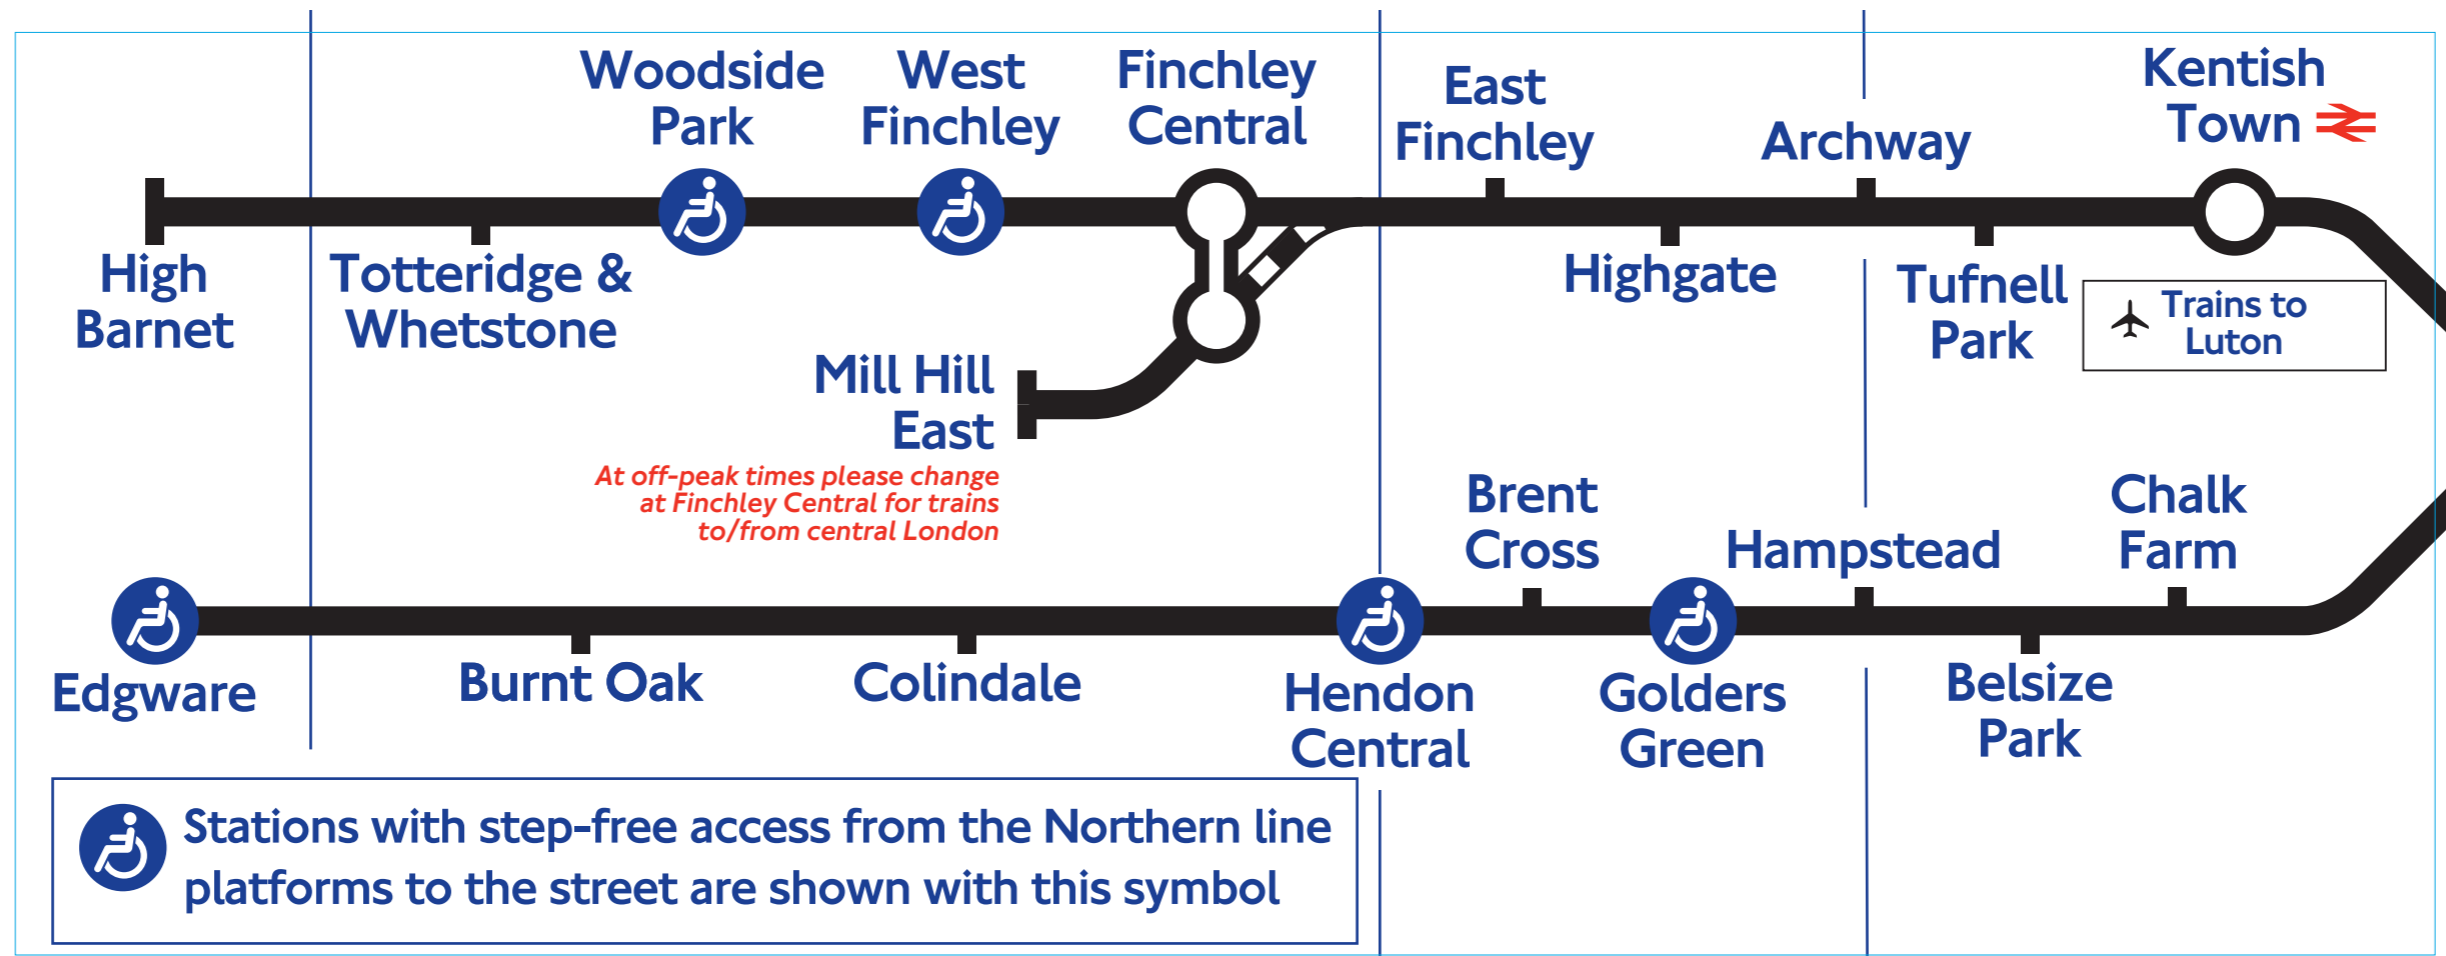 Woodside
Park
West
Finchley
Finchley
Central
East
Finchley
Archway
Kentish
Town
High
Barnet
Totteridge &
Whetstone
Highgate
Tufnell
Park
Trains to
Luton
Mill Hill
East
At off-peak times please change
at Finchley Central for trains
to/from central London
Brent
Cross
Hampstead
Chalk
Farm
Edgware
Burnt Oak
Colindale
Hendon
Central
Golders
Green
Belsize
Park
Stations with step-free access from the Northern line
platforms to the street are shown with this symbol